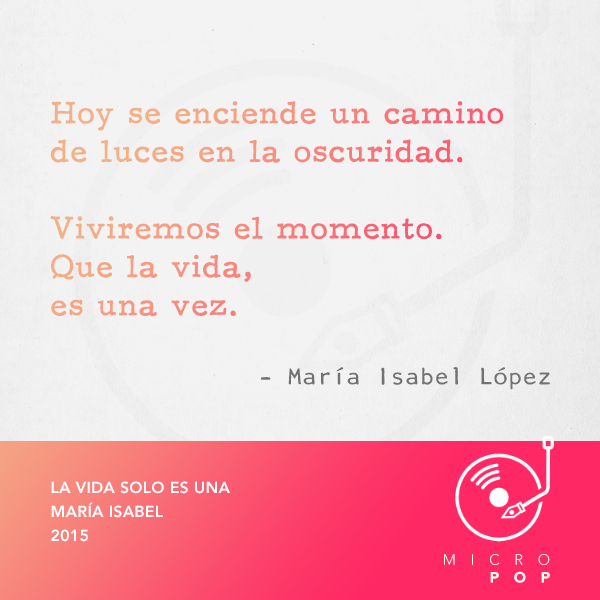 Hoy se enciende un camino
de luces en la oscuridad.
Viviremos el momento.
Que la vida,
es una vez.
– María Isabel López
LA VIDA SOLO ES UNA
MARÍA ISABEL
2015
MICRO
POP